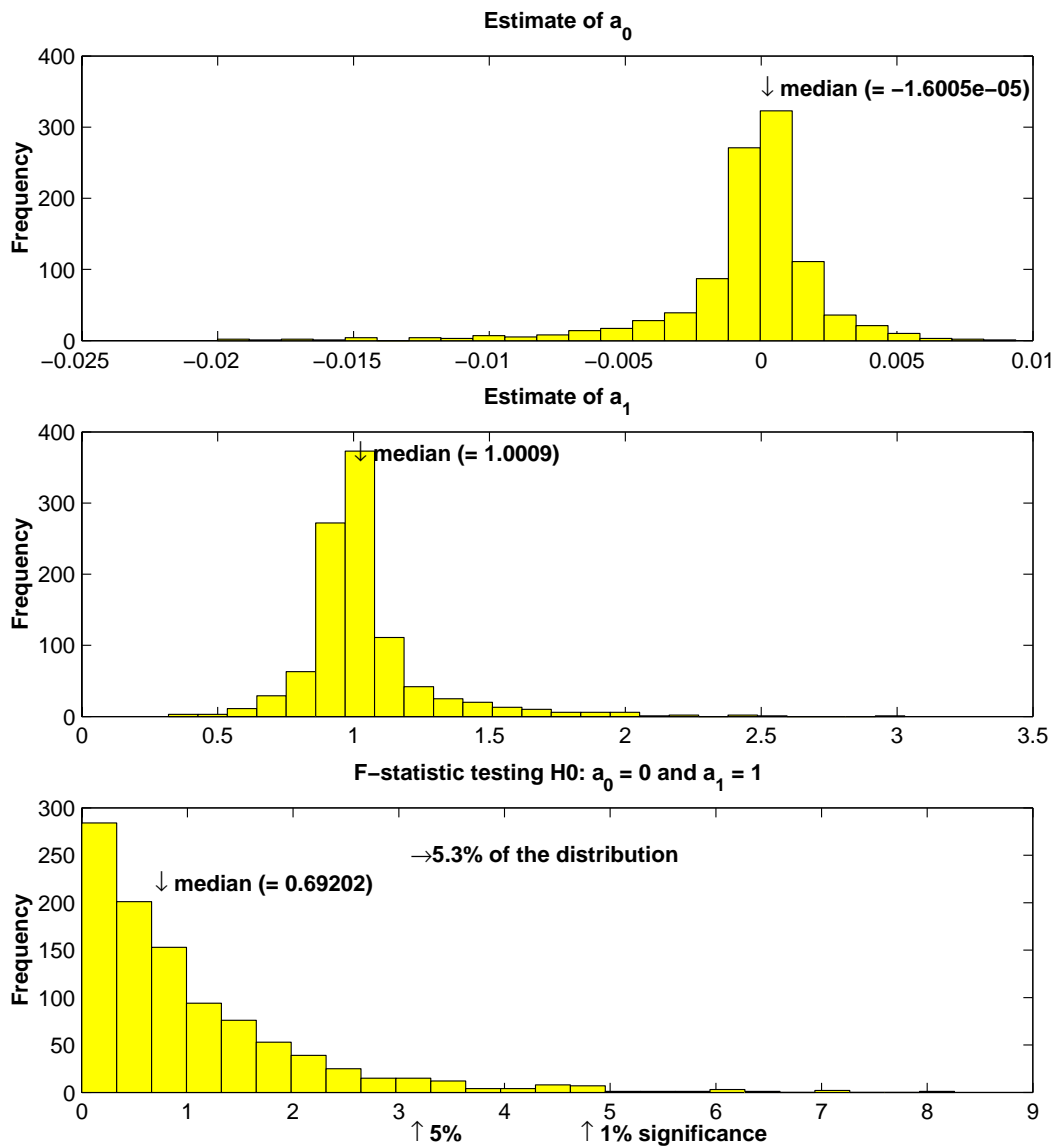 Estimate of a0
400
300
200
100
0
Frequency
↓ median (= −1.6005e−05)
−0.025 −0.02 −0.015 −0.01 −0.005 0 0.005 0.01
Estimate of a1
400
300
200
100
0
Frequency
↓ median (= 1.0009)
0 0.5 1 1.5 2 2.5 3 3.5
F−statistic testing H0: a0 = 0 and a1 = 1
300
250
200
150
100
50
0
Frequency
→5.3% of the distribution
↓ median (= 0.69202)
0 1 2 3 4 5 6 7 8 9
↑ 5% ↑ 1% significance